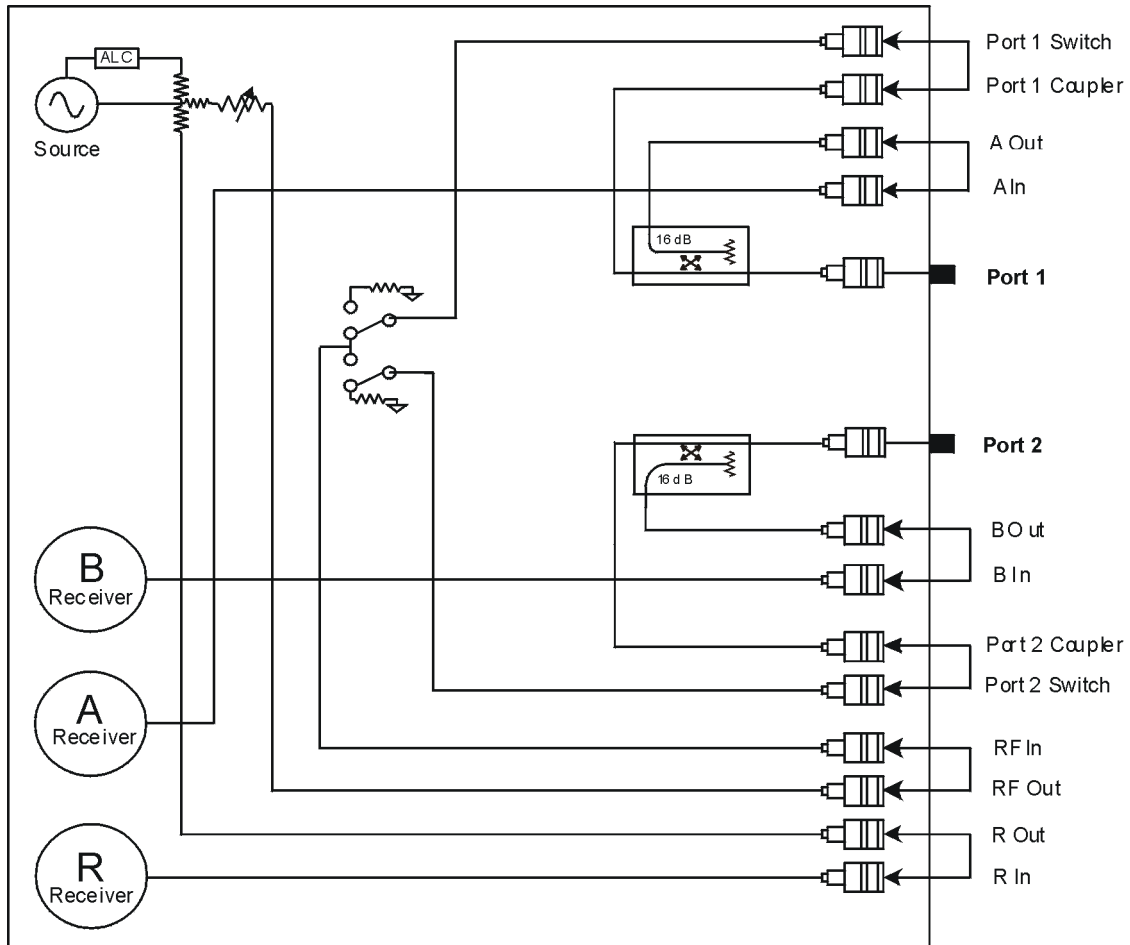 ALC
Source
Port 1 Switch
Port 1 Coupler
A Out
A In
16 dB
Port 1
Port 2
16 dB
B Out
B In
B
Receiver
Port 2 Coupler
Port 2 Switch
A
Receiver
RF In
RF Out
R Out
R In
R
Receiver